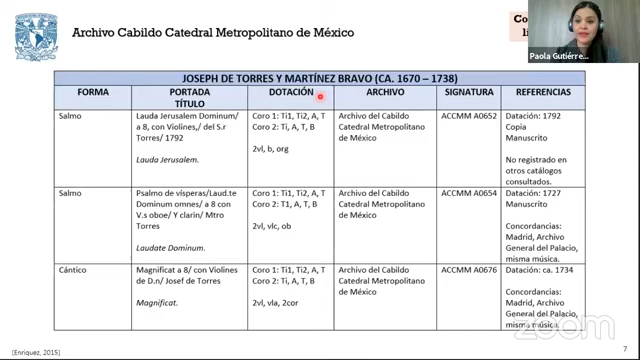 Archivo Cabildo Catedral Metropolitano de México
Co
li
Paola Gutiérre...
JOSEPH DE TORRES Y MARTÍNEZ BRAVO (CA. 1670 – 1738)
FORMA
PORTADA
TÍTULO
DOTACIÓN
ARCHIVO
SIGNATURA
REFERENCIAS
Salmo
Lauda Jerusalem Dominum/
a 8, con Violines,/ del S.r
Torres/ 1792
Lauda Jerusalem.
Coro 1: Ti1, Ti2, A, T
Coro 2: Ti, A, T, B
2vl, b, org
Archivo del Cabildo
Catedral Metropolitano
de México
ACCMM A0652
Datación: 1792
Copia
Manuscrito
No registrado en
otros catálogos
consultados.
Salmo
Psalmo de vísperas/Laud.te
Dominum omnes/ a 8 con
V.s oboe/ Y clarin/ Mtro
Torres
Laudate Dominum.
Coro 1: Ti1, Ti2, A, T
Coro 2: T1, A, T, B
2vl, vlc, ob
Archivo del Cabildo
Catedral Metropolitano
de México
ACCMM A0654
Datación: 1727
Manuscrito
Concordancias:
Madrid, Archivo
General del Palacio,
misma música.
Cántico
Magnificat a 8/ con Violines
de D.n/ Josef de Torres
Magnificat.
Coro 1: Ti1, Ti2, A, T
Coro 2: Ti, A, T, B
2vl, vla, 2cor
Archivo del Cabildo
Catedral Metropolitano
de México
ACCMM A0676
Datación: ca. 1734
Concordancias:
Madrid, Archivo
General del Palacio,
misma música.
zoom
[Enríquez, 2015]
7